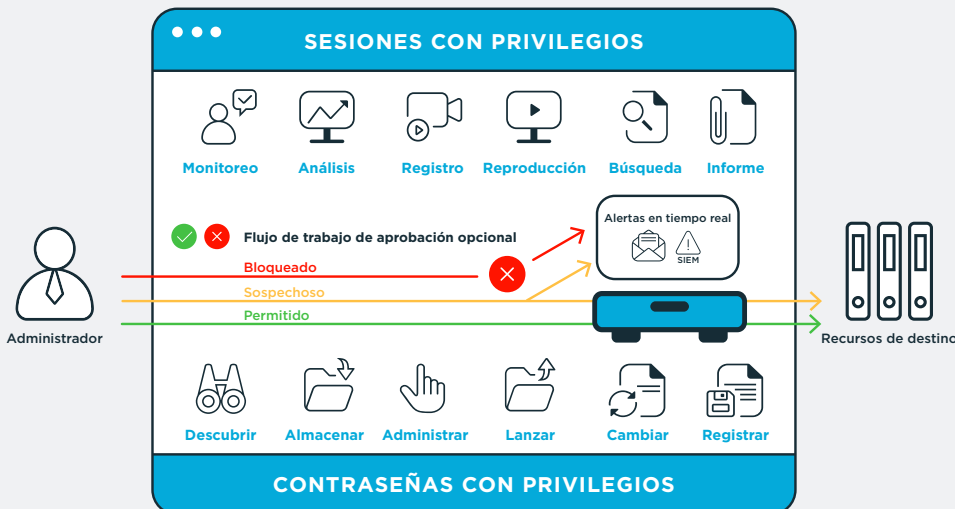 SESIONES CON PRIVILEGIOS
Monitoreo
Análisis
Registro
Reproducción
Búsqueda
Informe
Alertas en tiempo real
SIEM
Flujo de trabajo de aprobación opcional
Bloqueado
Sospechoso
Permitido
Administrador
Recursos de destino
Descubrir
Almacenar
Administrar
Lanzar
Cambiar
Registrar
CONTRASEÑAS CON PRIVILEGIOS